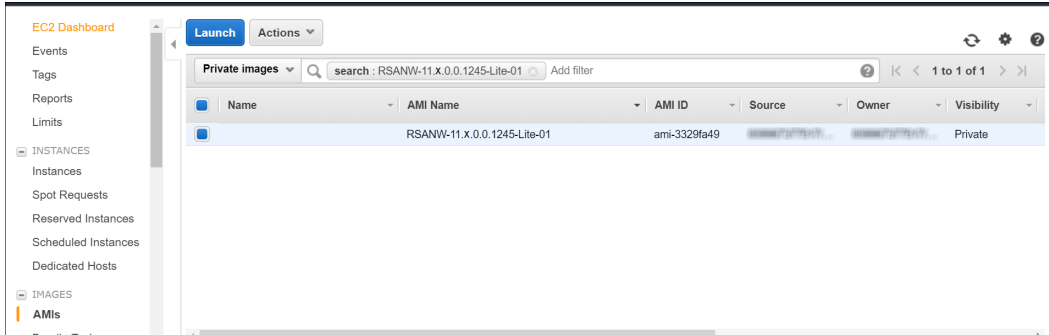 EC2 Dashboard
Events
Tags
Reports
Limits
INSTANCES
Instances
Spot Requests
Reserved Instances
Scheduled Instances
Dedicated Hosts
IMAGES
AMIs
Launch Actions
Private images search : RSANW-11.x.0.0.1245-Lite-01 Add filter 1 to 1 of 1
Name AMI Name AMI ID Source Owner Visibility
RSANW-11.x.0.0.1245-Lite-01 ami-3329fa49 Private